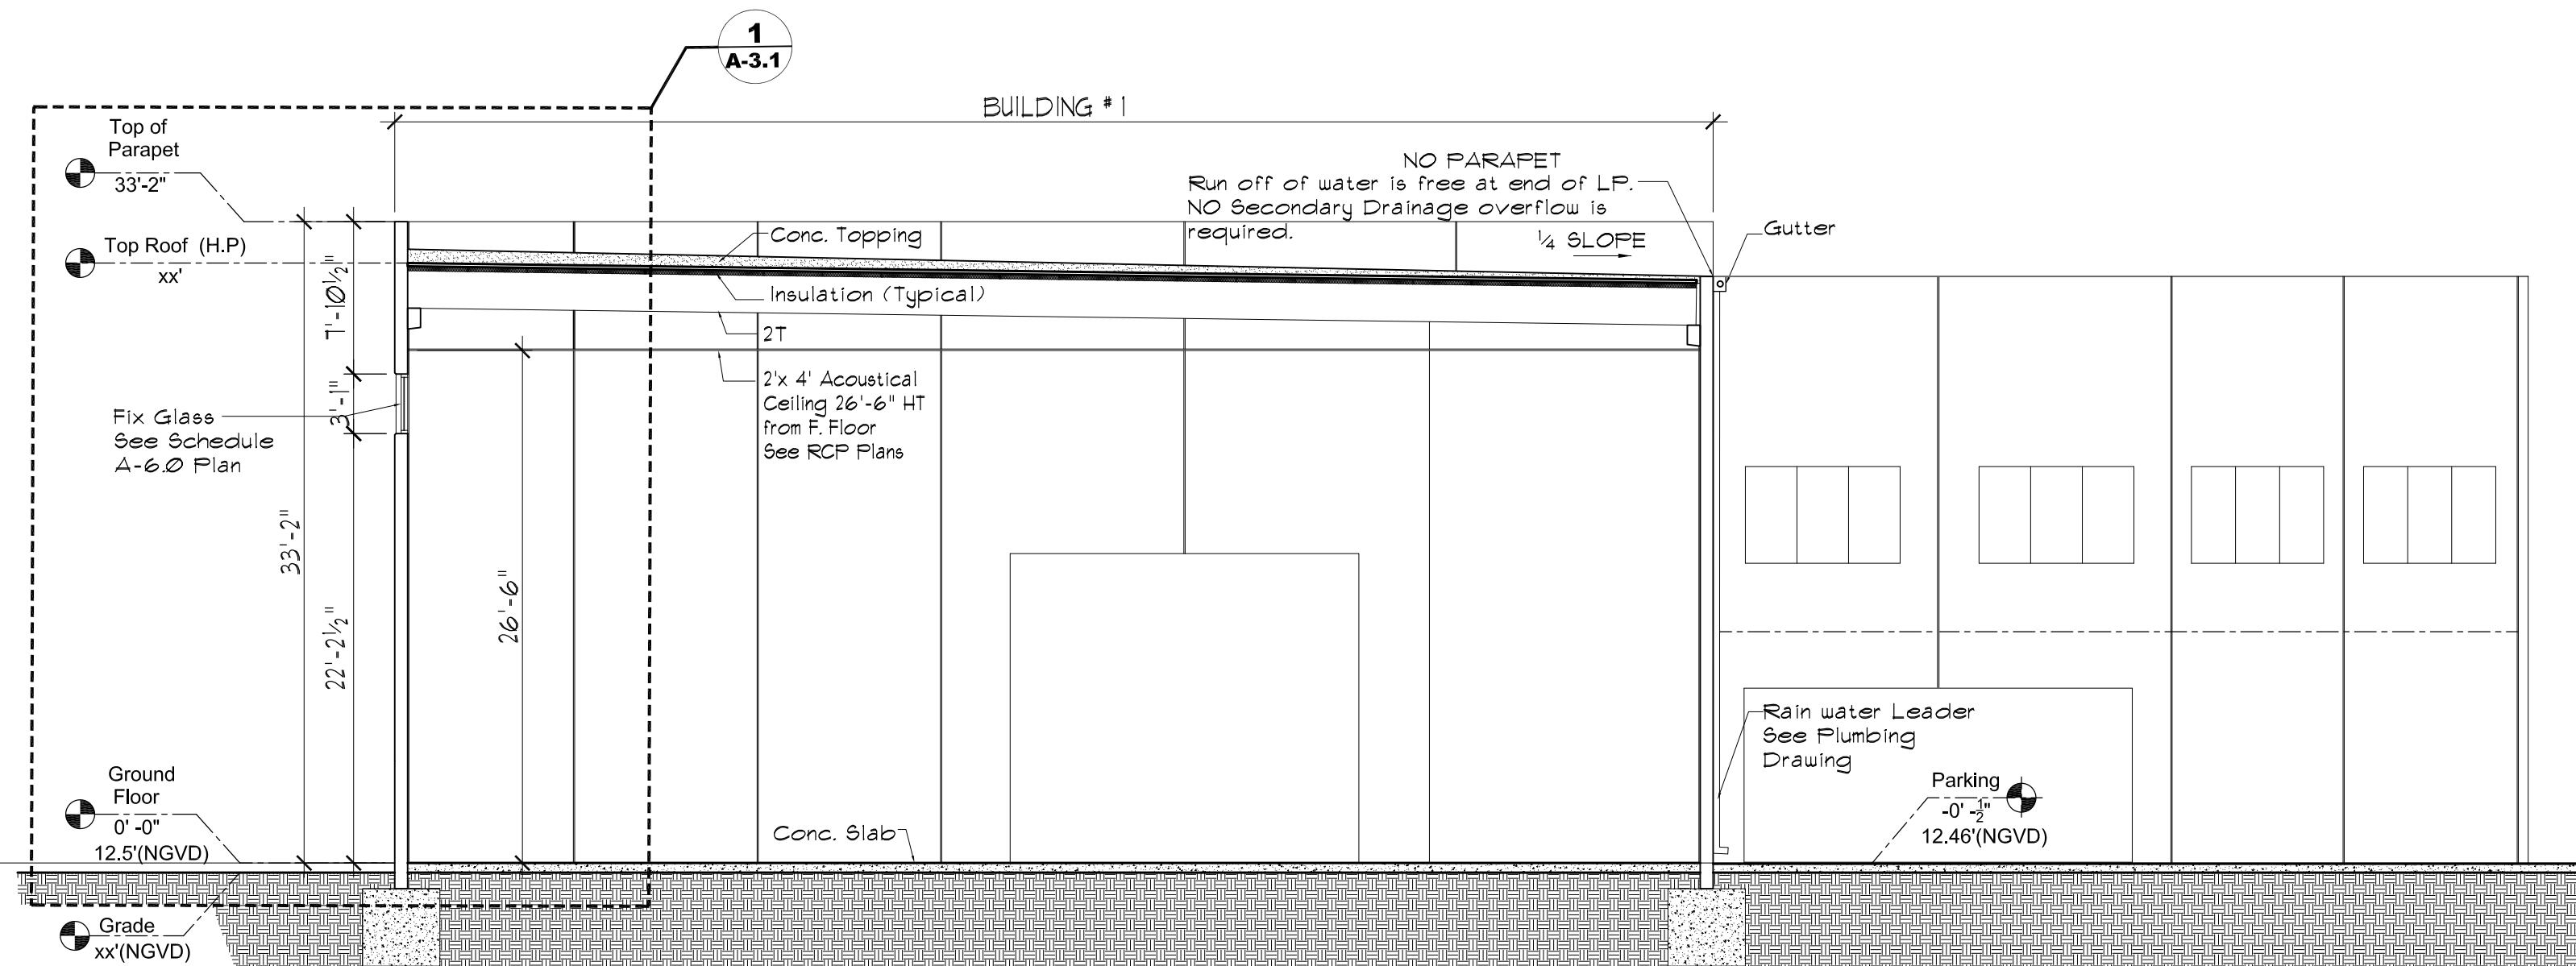 1
A-3.1
BUILDING # 1
Top of
Parapet
33'-2"
Top Roof (H.P)
xx'
NO PARAPET
Run off of water is free at end of LP.
NO Secondary Drainage overflow is
required.
1/4 SLOPE
Gutter
Conc. Topping
Insulation (Typical)
2T
2'x 4' Acoustical
Ceiling 26'-6" HT
from F. Floor
See RCP Plans
7'-10 1/2"
3'-1"
Fix Glass
See Schedule
A-6.0 Plan
33'-2"
22'-2 1/2"
26'-6"
Rain water Leader
See Plumbing
Drawing
Ground
Floor
0' -0"
12.5'(NGVD)
Conc. Slab
Parking
-0' -1/2"
12.46'(NGVD)
Grade
xx'(NGVD)